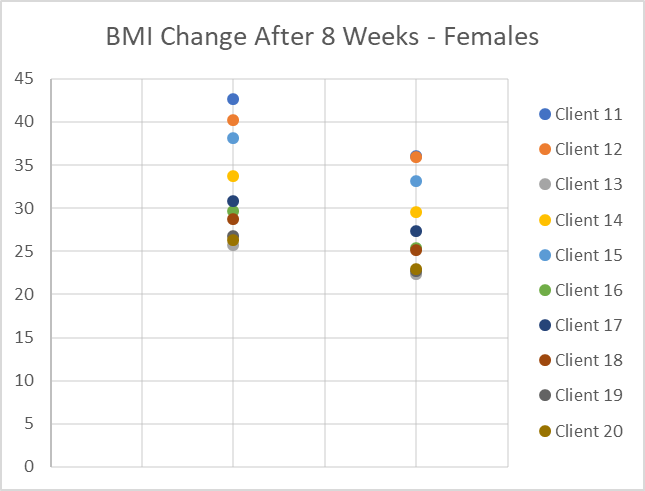 BMI Change After 8 Weeks - Females
45
40
35
30
25
20
15
10
5
0
Client 11
Client 12
Client 13
Client 14
Client 15
Client 16
Client 17
Client 18
Client 19
Client 20